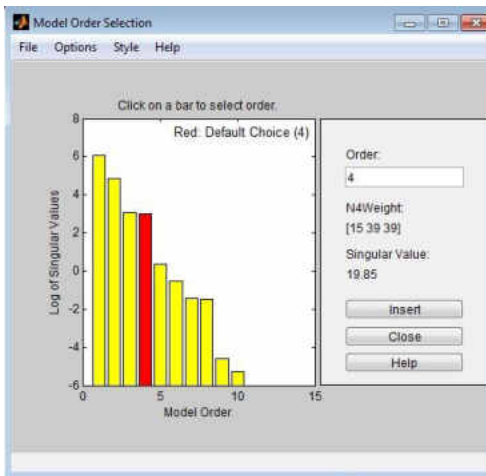 Model Order Selection
File Options Style Help
Click on a bar to select order.
Red: Default Choice (4)
8
6
4
2
0
-2
-4
-6
0
5
10
15
Log of Singular Values
Model Order
Order:
4
N4Weight:
[15 39 39]
Singular Value:
19.85
Insert
Close
Help